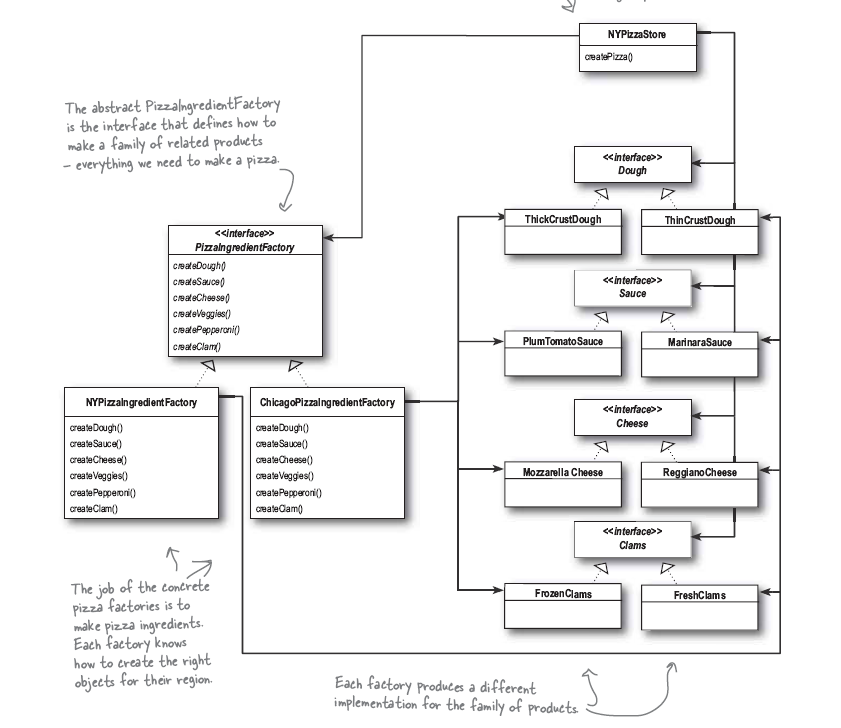 NYPizzaStore
createPizza()
The abstract PizzaIngredientFactory
is the interface that defines how to
make a family of related products
– everything we need to make a pizza.
<<interface>>
Dough
ThickCrustDough
ThinCrustDough
<<interface>>
PizzaIngredientFactory
createDough()
createSauce()
createCheese()
createVeggies()
createPepperoni()
createClam()
<<interface>>
Sauce
PlumTomatoSauce
MarinaraSauce
NYPizzaIngredientFactory
createDough()
createSauce()
createCheese()
createVeggies()
createPepperoni()
createClam()
ChicagoPizzaIngredientFactory
createDough()
createSauce()
createCheese()
createVeggies()
createPepperoni()
createClam()
<<interface>>
Cheese
Mozzarella Cheese
ReggianoCheese
<<interface>>
Clams
FrozenClams
FreshClams
The job of the concrete
pizza factories is to
make pizza ingredients.
Each factory knows
how to create the right
objects for their region.
Each factory produces a different
implementation for the family of products.